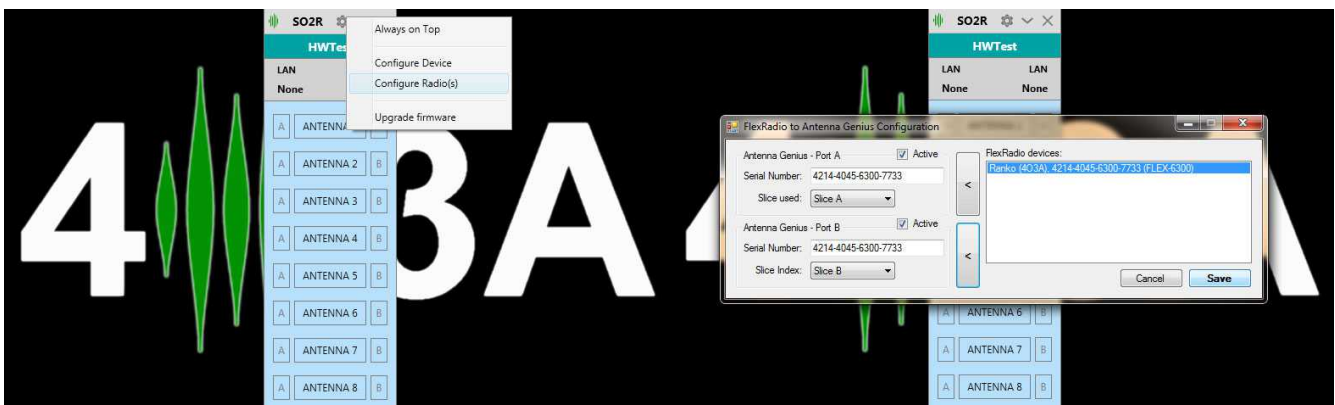 SO2R
Always on Top
Configure Device
Configure Radio(s)
Upgrade firmware
HWTes
LAN
None
A ANTENNA
A ANTENNA 2 B
A ANTENNA 3 B
A ANTENNA 4 B
A ANTENNA 5 B
A ANTENNA 6 B
A ANTENNA 7 B
A ANTENNA 8 B
4 3A
SO2R
HWTest
LAN LAN
None None
FlexRadio to Antenna Genius Configuration
Antenna Genius - Port A Active
Serial Number: 4214-4045-6300-7733
Slice used: Slice A
Antenna Genius - Port B Active
Serial Number: 4214-4045-6300-7733
Slice Index: Slice B
<
<
FlexRadio devices:
Ranko (4O3A), 4214-4045-6300-7733 (FLEX-6300)
Cancel Save
A ANTENNA 6 B
A ANTENNA 7 B
A ANTENNA 8 B